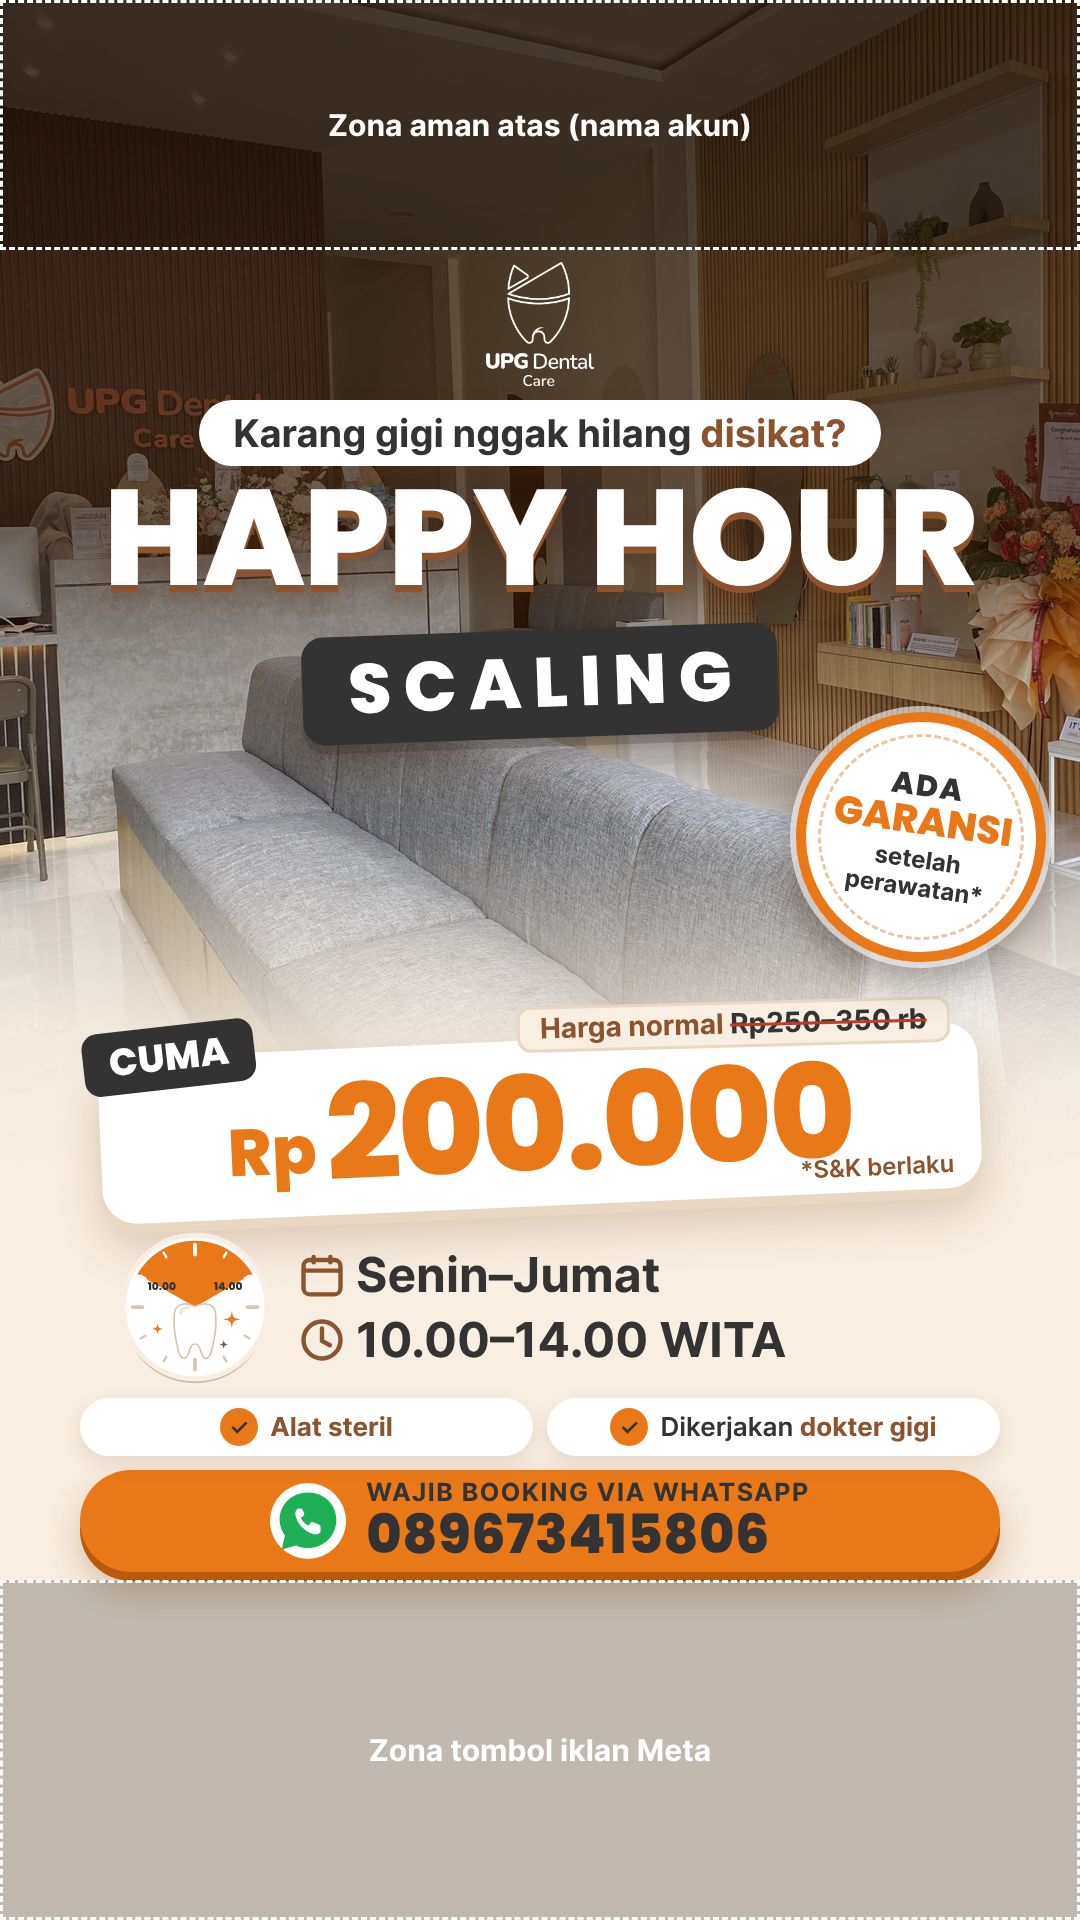 Zona aman atas (nama akun)
UPG Dental
Care
UPG Dental
Care
Karang gigi nggak hilang disikat?
HAPPY HOUR
SCALING
ADA
GARANSI
setelah
perawatan*
Harga normal Rp250–350 rb
CUMA
Rp 200.000
*S&K berlaku
10.00 14.00
Senin–Jumat
10.00–14.00 WITA
Alat steril
Dikerjakan dokter gigi
WAJIB BOOKING VIA WHATSAPP
089673415806
Zona tombol iklan Meta